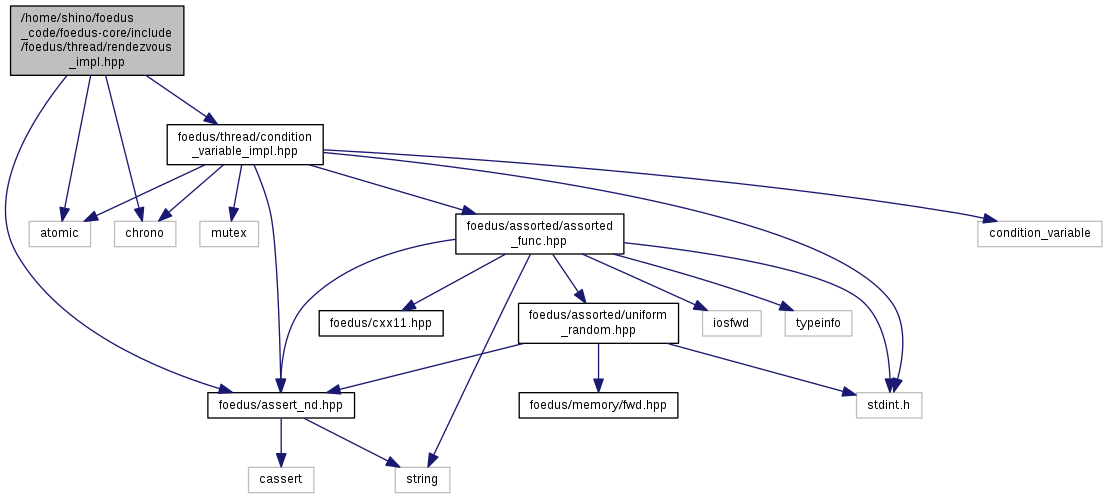 /home/shino/foedus
_code/foedus-core/include
/foedus/thread/rendezvous
_impl.hpp
foedus/thread/condition
_variable_impl.hpp
atomic
chrono
mutex
foedus/assorted/assorted
_func.hpp
condition_variable
foedus/cxx11.hpp
foedus/assorted/uniform
_random.hpp
iosfwd
typeinfo
foedus/assert_nd.hpp
foedus/memory/fwd.hpp
stdint.h
cassert
string